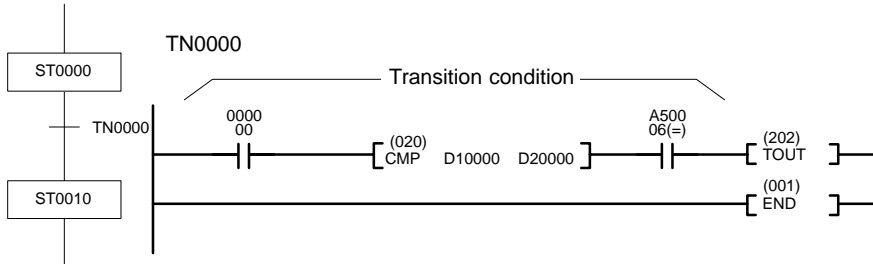 TN0000
ST0000
Transition condition
TN0000
0000
00
(020)
CMP D10000 D20000
A500
06(=)
(202)
TOUT
ST0010
(001)
END